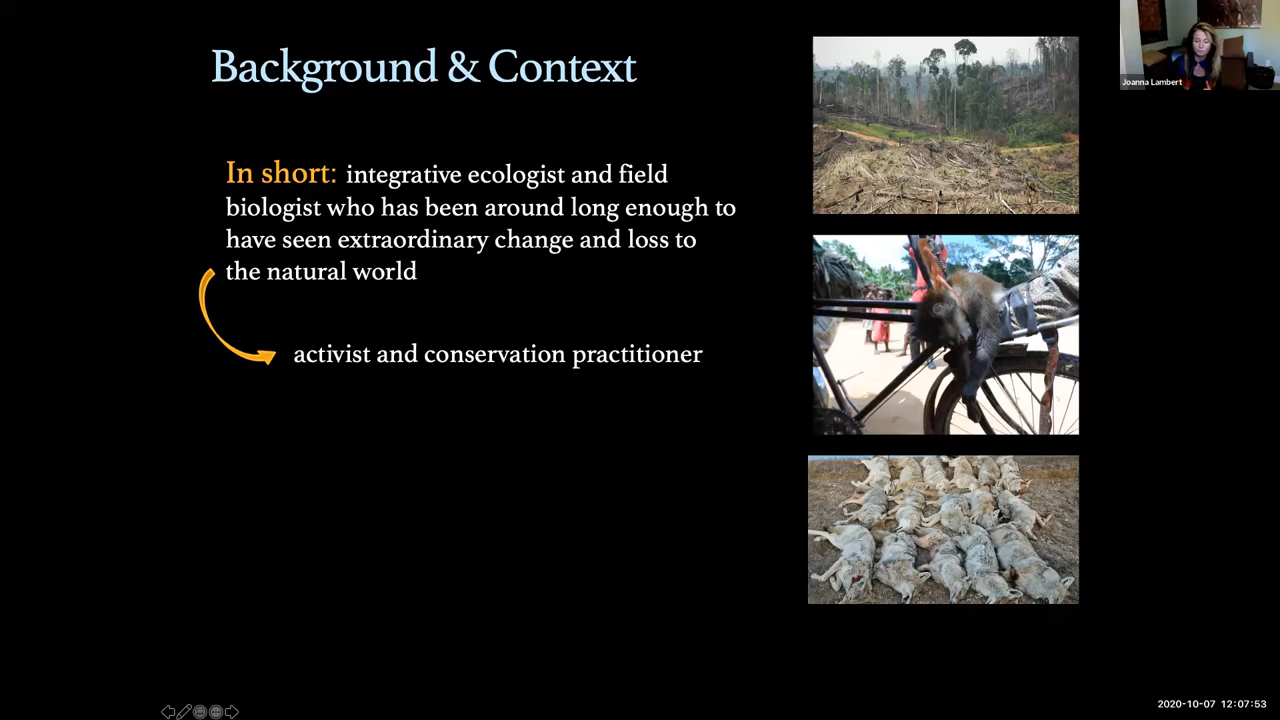 Background & Context
In short: integrative ecologist and field
biologist who has been around long enough to
have seen extraordinary change and loss to
the natural world
activist and conservation practitioner
Joanna Lambert
2020-10-07 12:07:53